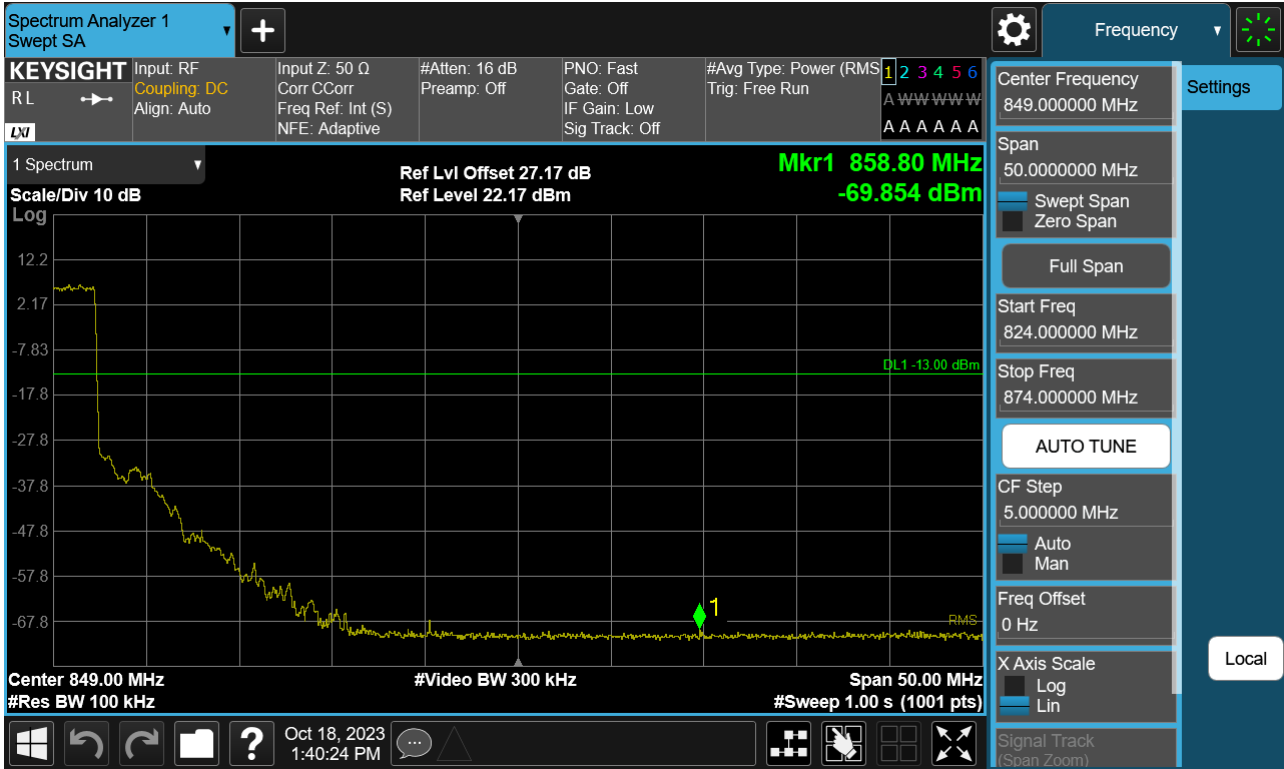 Spectrum Analyzer 1
Swept SA
Frequency
KEYSIGHT
R L
LXI
Input: RF
Coupling: DC
Align: Auto
Input Z: 50 Ω
Corr CCorr
Freq Ref: Int (S)
NFE: Adaptive
#Atten: 16 dB
Preamp: Off
PNO: Fast
Gate: Off
IF Gain: Low
Sig Track: Off
#Avg Type: Power (RMS
Trig: Free Run
1 2 3 4 5 6
A W W W W W
A A A A A A
1 Spectrum
Scale/Div 10 dB
Log
Ref Lvl Offset 27.17 dB
Ref Level 22.17 dBm
Mkr1 858.80 MHz
-69.854 dBm
12.2
2.17
-7.83
DL1 -13.00 dBm
-17.8
-27.8
-37.8
-47.8
-57.8
1
-67.8
RMS
Center 849.00 MHz
#Video BW 300 kHz
Span 50.00 MHz
#Res BW 100 kHz
#Sweep 1.00 s (1001 pts)
?
Oct 18, 2023
1:40:24 PM
Center Frequency
849.000000 MHz
Span
50.0000000 MHz
Swept Span
Zero Span
Full Span
Start Freq
824.000000 MHz
Stop Freq
874.000000 MHz
AUTO TUNE
CF Step
5.000000 MHz
Auto
Man
Freq Offset
0 Hz
X Axis Scale
Log
Lin
Signal Track
(Span Zoom)
Settings
Local